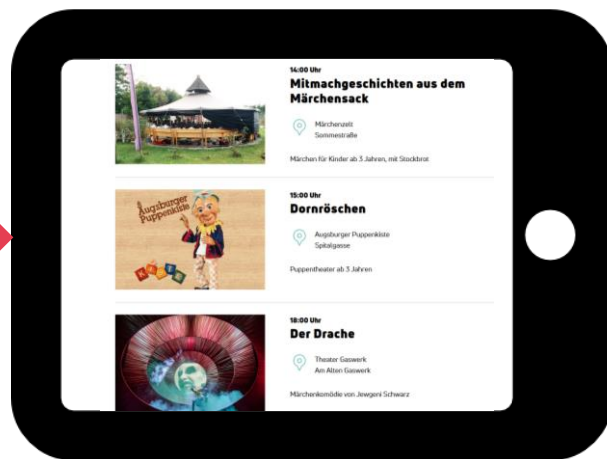 14:00 Uhr
Mitmachgeschichten aus dem
Märchensack
Märchenzelt
Sommestraße
Märchen für Kinder ab 3 Jahren, mit Stockbrot
Augsburger
Puppenkiste
15:00 Uhr
Dornröschen
Augsburger Puppenkiste
Spitalgasse
Puppentheater ab 3 Jahren
18:00 Uhr
Der Drache
Theater Gaswerk
Am Alten Gaswerk
Märchenkomödie von Jewgeni Schwarz